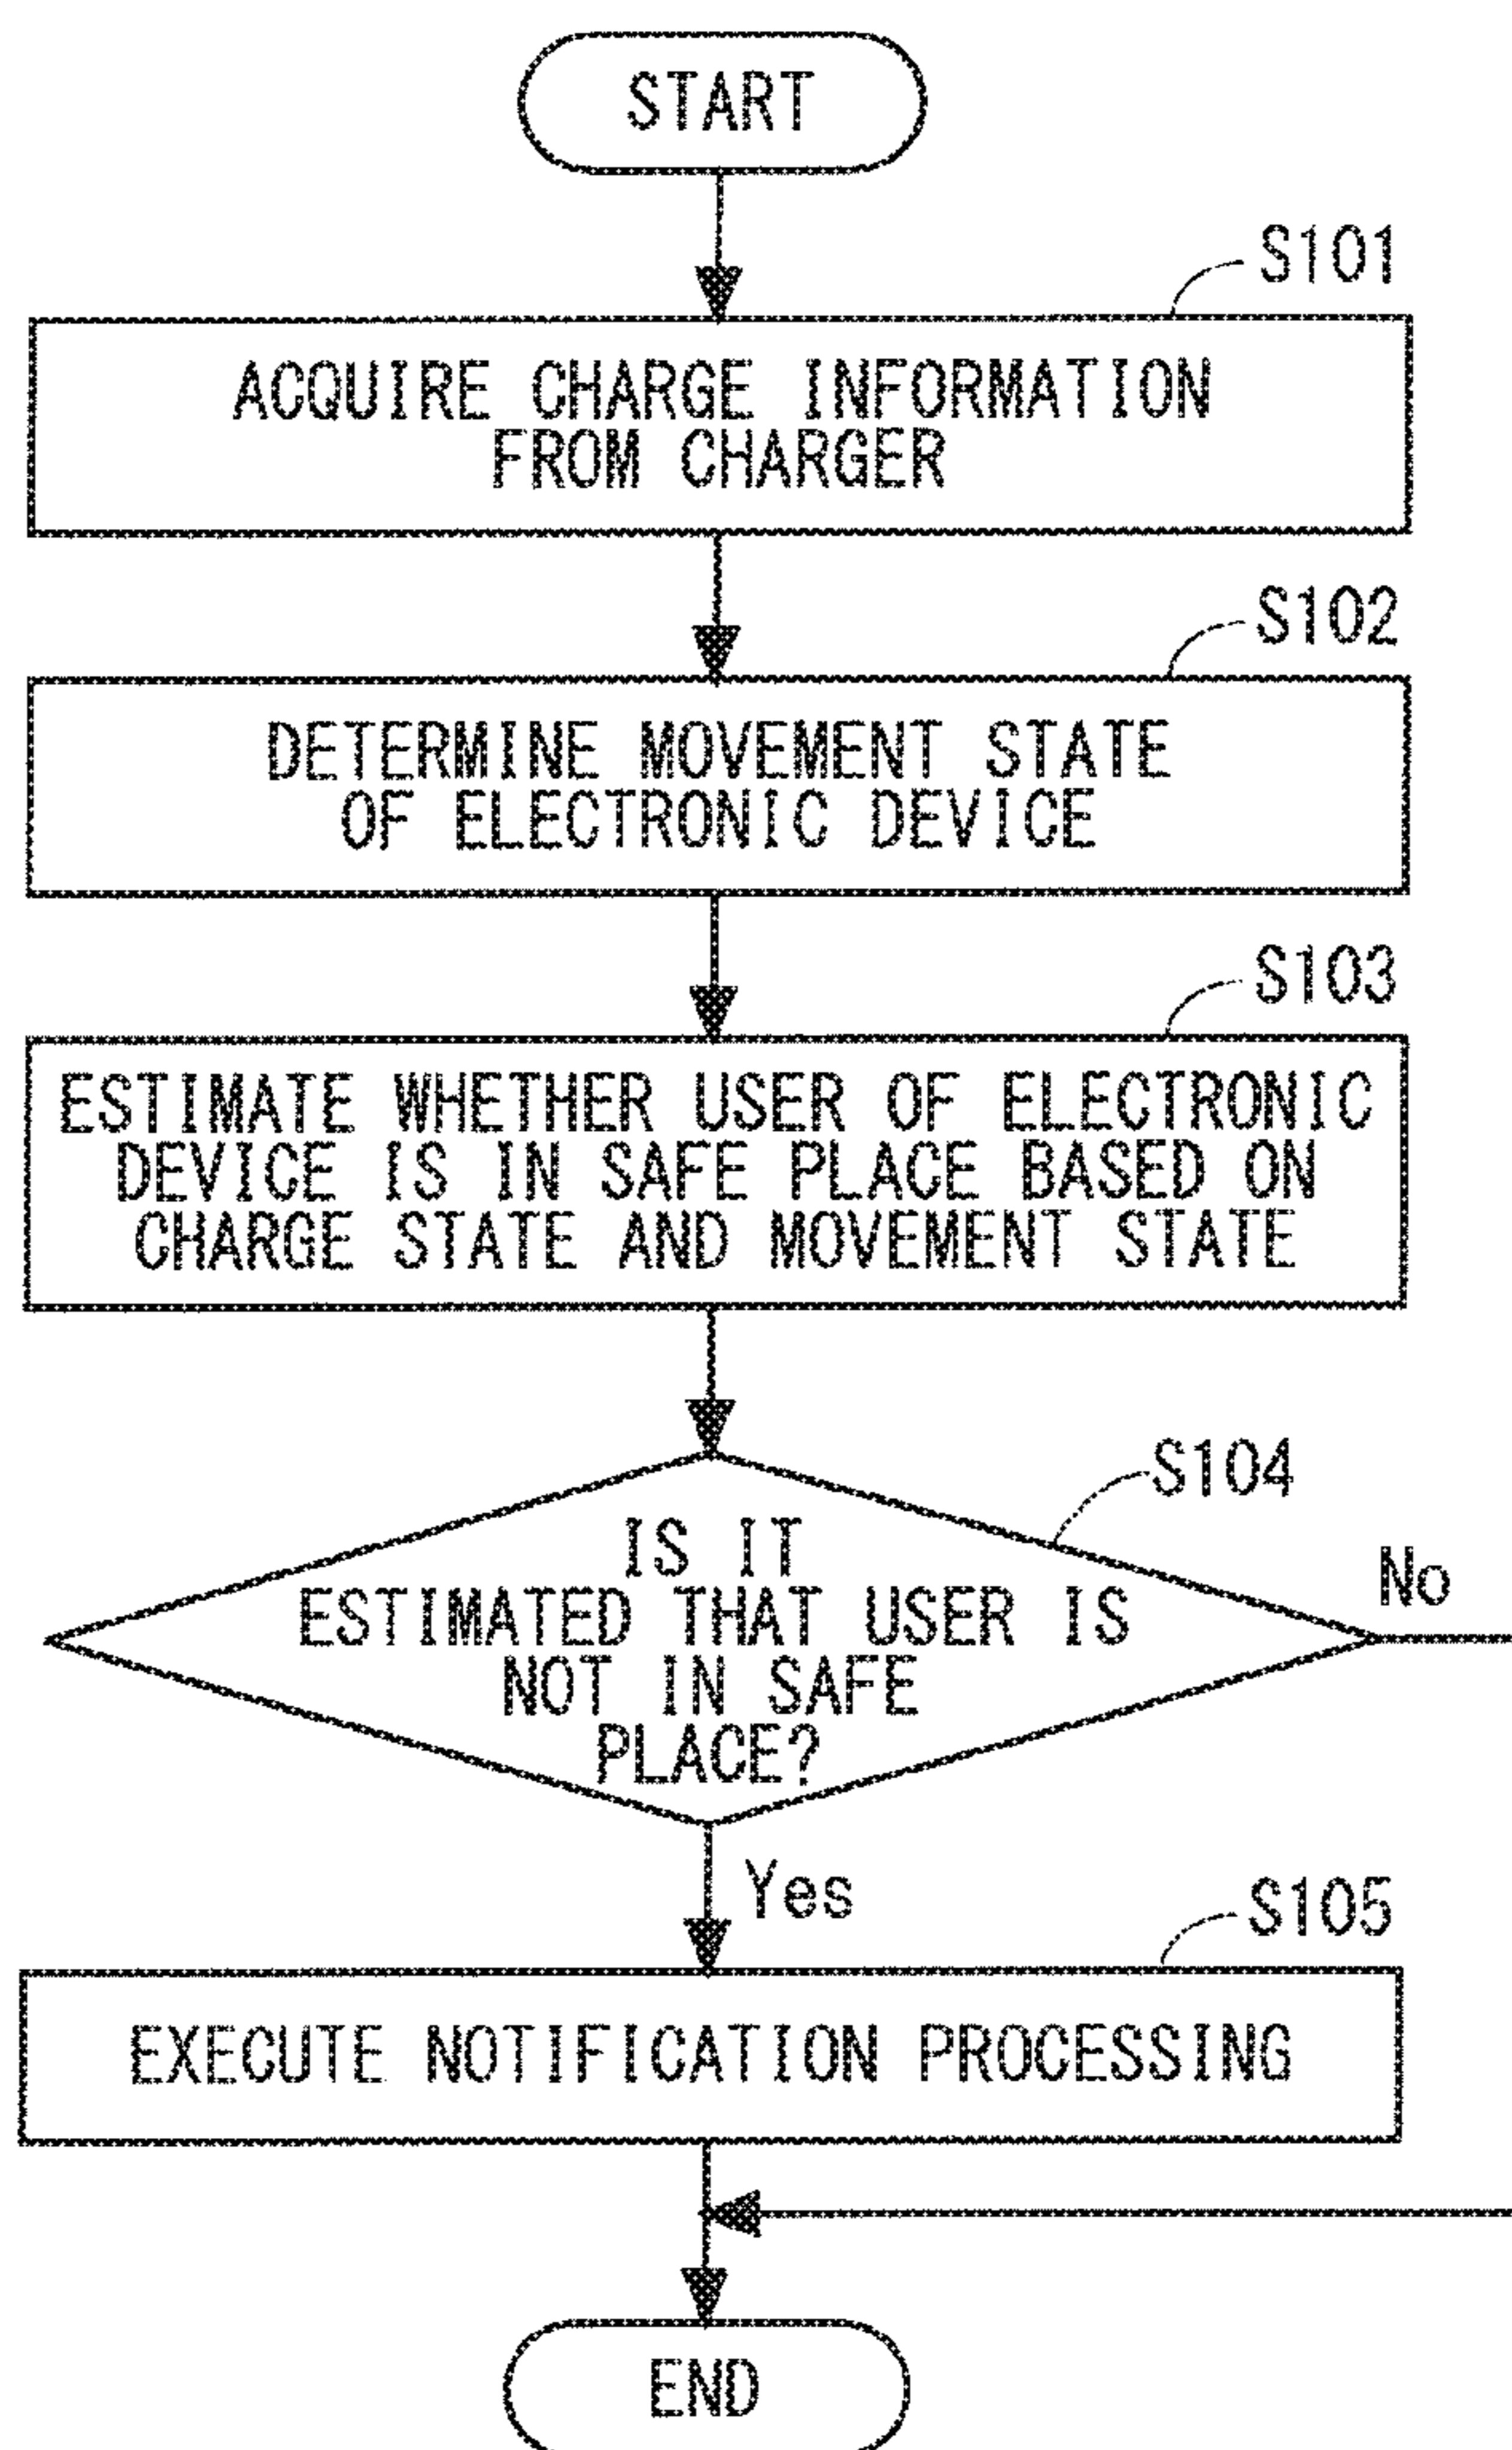 START
S101
ACQUIRE CHARGE INFORMATION
FROM CHARGER
S102
DETERMINE MOVEMENT STATE
OF ELECTRONIC DEVICE
S103
ESTIMATE WHETHER USER OF ELECTRONIC
DEVICE IS IN SAFE PLACE BASED ON
CHARGE STATE AND MOVEMENT STATE
S104
IS IT
ESTIMATED THAT USER IS
NOT IN SAFE
PLACE?
No
Yes
S105
EXECUTE NOTIFICATION PROCESSING
END